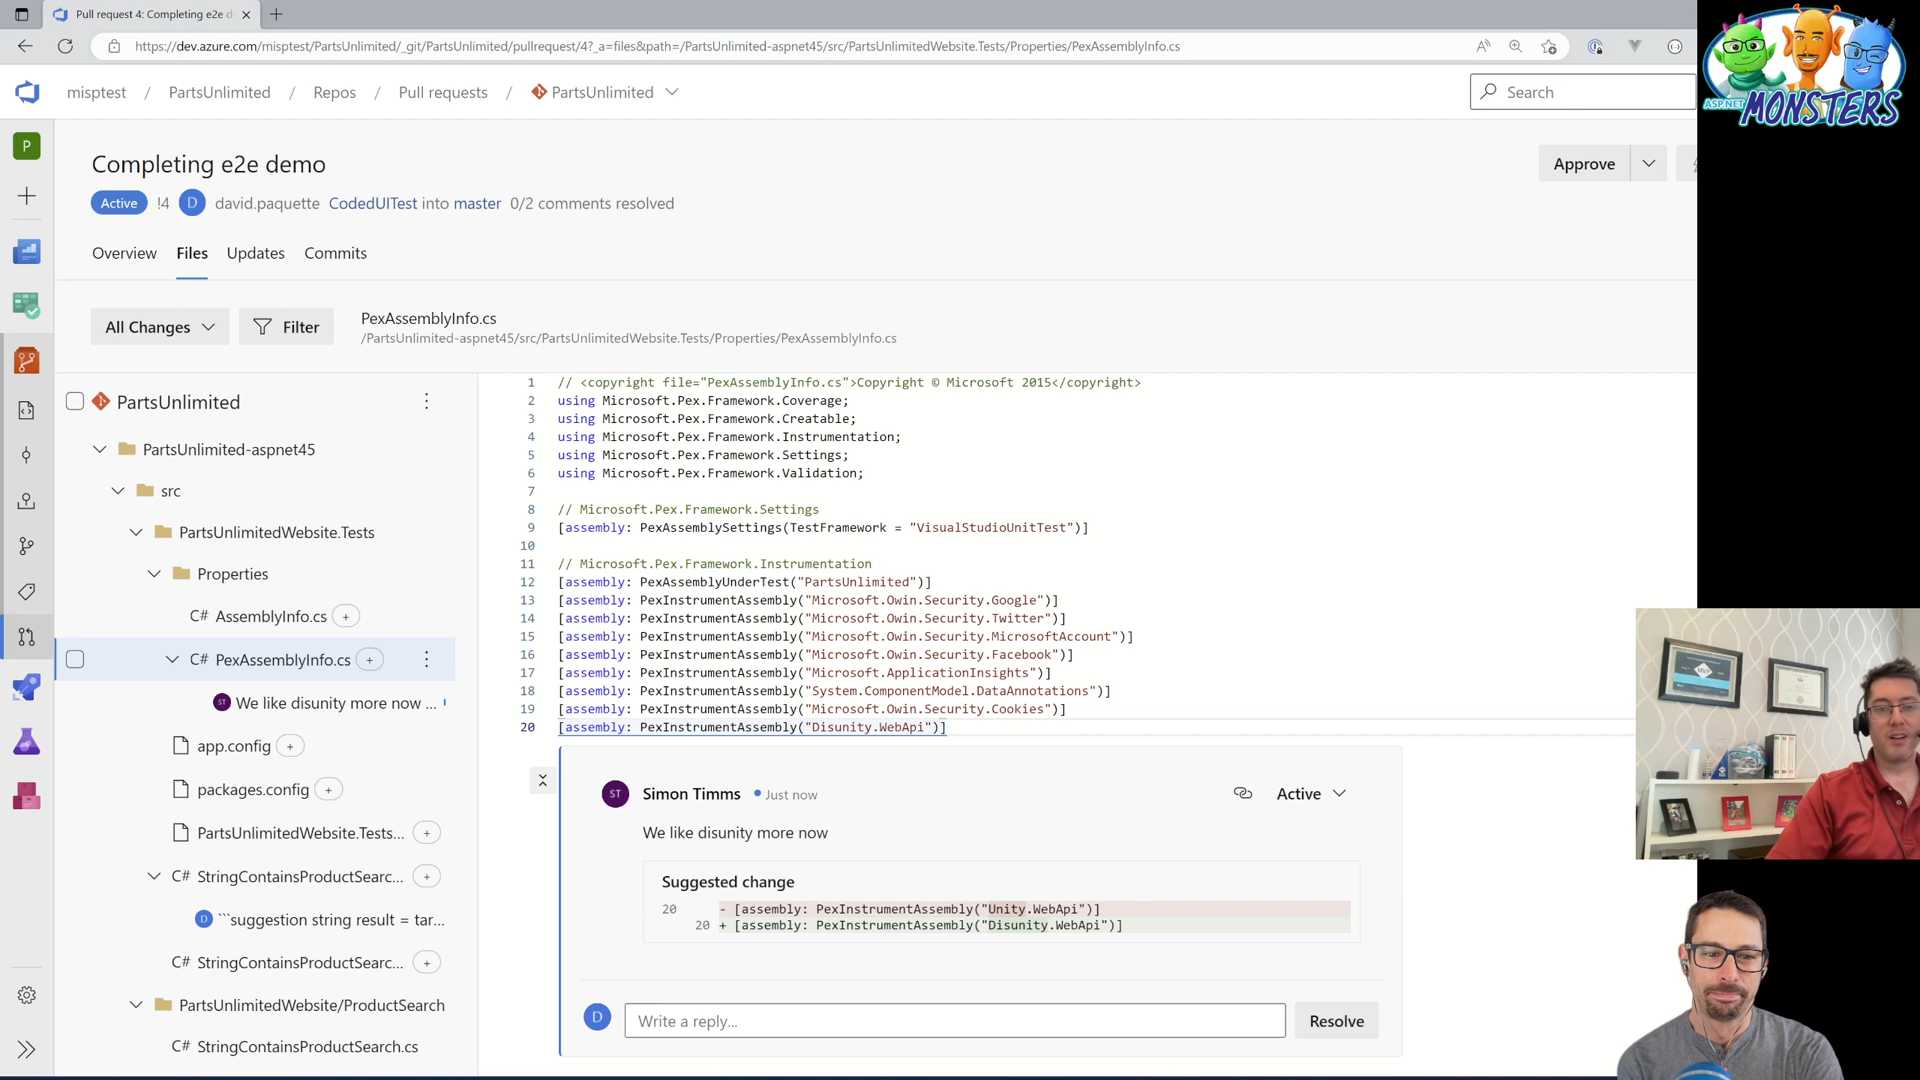 Pull request 4: Completing e2e d
https://dev.azure.com/misptest/PartsUnlimited/_git/PartsUnlimited/pullrequest/4?_a=files&path=/PartsUnlimited-aspnet45/src/PartsUnlimitedWebsite.Tests/Properties/PexAssemblyInfo.cs
misptest / PartsUnlimited / Repos / Pull requests / PartsUnlimited
Search
ASP.NET
MONSTERS
P
Completing e2e demo
Approve
Active !4 D david.paquette CodedUITest into master 0/2 comments resolved
Overview Files Updates Commits
All Changes
Filter
PexAssemblyInfo.cs
/PartsUnlimited-aspnet45/src/PartsUnlimitedWebsite.Tests/Properties/PexAssemblyInfo.cs
PartsUnlimited
PartsUnlimited-aspnet45
src
PartsUnlimitedWebsite.Tests
Properties
C# AssemblyInfo.cs +
C# PexAssemblyInfo.cs +
ST We like disunity more now ...
app.config +
packages.config +
PartsUnlimitedWebsite.Tests... +
C# StringContainsProductSearc... +
D ```suggestion string result = tar...
C# StringContainsProductSearc... +
PartsUnlimitedWebsite/ProductSearch
C# StringContainsProductSearch.cs
1 // <copyright file="PexAssemblyInfo.cs">Copyright © Microsoft 2015</copyright>
2 using Microsoft.Pex.Framework.Coverage;
3 using Microsoft.Pex.Framework.Creatable;
4 using Microsoft.Pex.Framework.Instrumentation;
5 using Microsoft.Pex.Framework.Settings;
6 using Microsoft.Pex.Framework.Validation;
7
8 // Microsoft.Pex.Framework.Settings
9 [assembly: PexAssemblySettings(TestFramework = "VisualStudioUnitTest")]
10
11 // Microsoft.Pex.Framework.Instrumentation
12 [assembly: PexAssemblyUnderTest("PartsUnlimited")]
13 [assembly: PexInstrumentAssembly("Microsoft.Owin.Security.Google")]
14 [assembly: PexInstrumentAssembly("Microsoft.Owin.Security.Twitter")]
15 [assembly: PexInstrumentAssembly("Microsoft.Owin.Security.MicrosoftAccount")]
16 [assembly: PexInstrumentAssembly("Microsoft.Owin.Security.Facebook")]
17 [assembly: PexInstrumentAssembly("Microsoft.ApplicationInsights")]
18 [assembly: PexInstrumentAssembly("System.ComponentModel.DataAnnotations")]
19 [assembly: PexInstrumentAssembly("Microsoft.Owin.Security.Cookies")]
20 [assembly: PexInstrumentAssembly("Disunity.WebApi")]
ST Simon Timms Just now
Active
We like disunity more now
Suggested change
20 - [assembly: PexInstrumentAssembly("Unity.WebApi")]
20 + [assembly: PexInstrumentAssembly("Disunity.WebApi")]
D Write a reply...
Resolve